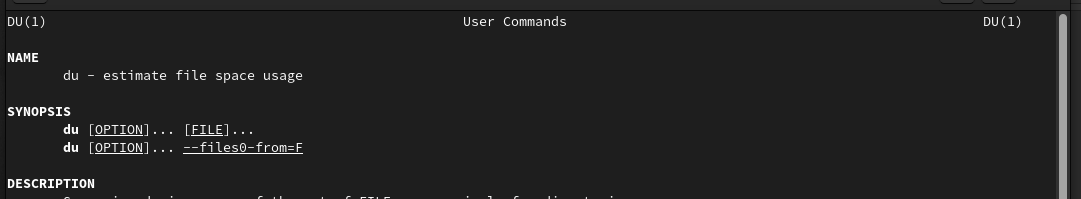 DU(1) User Commands DU(1)
NAME
du - estimate file space usage
SYNOPSIS
du [OPTION]... [FILE]...
du [OPTION]... --files0-from=F
DESCRIPTION